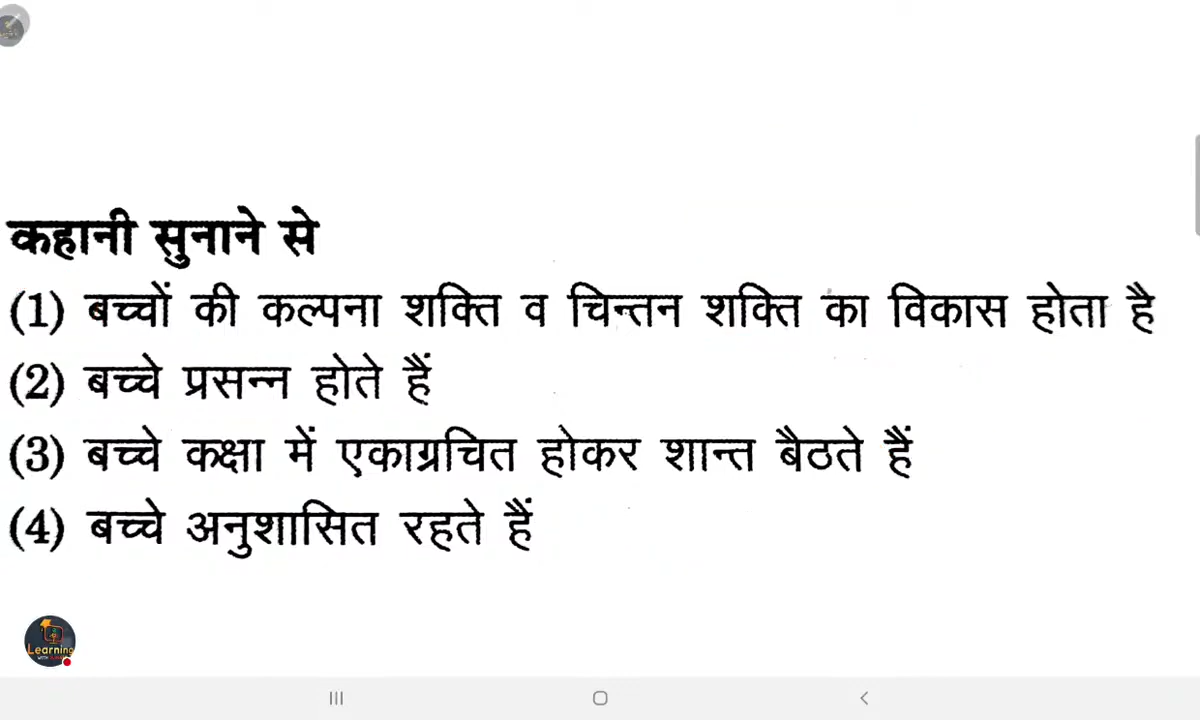 कहानी सुनाने से
(1) बच्चों की कल्पना शक्ति व चिन्तन शक्ति का विकास होता है
(2) बच्चे प्रसन्न होते हैं
(3) बच्चे कक्षा में एकाग्रचित होकर शान्त बैठते हैं
(4) बच्चे अनुशासित रहते हैं
Learning